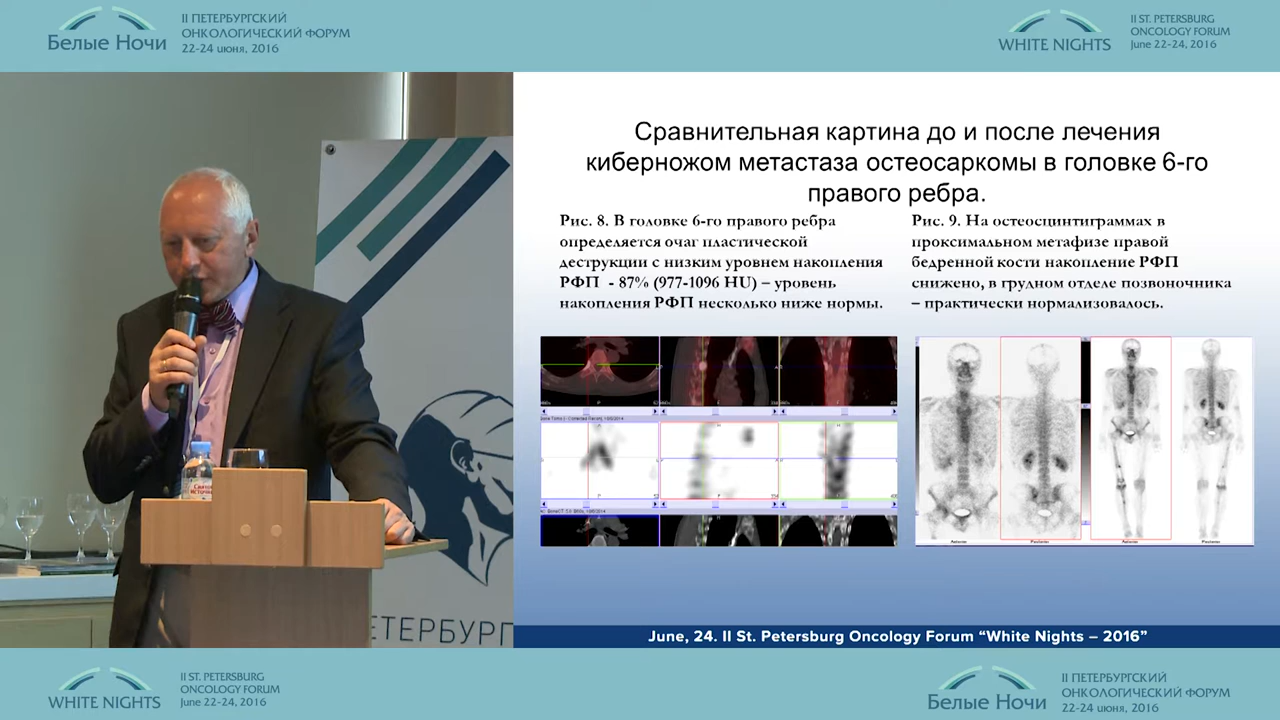 Белые Ночи
II ПЕТЕРБУРГСКИЙ
ОНКОЛОГИЧЕСКИЙ ФОРУМ
22-24 июня, 2016
WHITE NIGHTS
II ST. PETERSBURG
ONCOLOGY FORUM
June 22-24, 2016
Сравнительная картина до и после лечения
киберножом метастаза остеосаркомы в головке 6-го
правого ребра.
Рис. 8. В головке 6-го правого ребра
определяется очаг пластической
деструкции с низким уровнем накопления
РФП - 87% (977-1096 HU) – уровень
накопления РФП несколько ниже нормы.
Рис. 9. На остеосцинтиграммах в
проксимальном метафизе правой
бедренной кости накопление РФП
снижено, в грудном отделе позвоночника
– практически нормализовалось.
Anterior
Posterior
Anterior
Posterior
ЕТЕРБУРГ
June, 24. II St. Petersburg Oncology Forum “White Nights – 2016”
WHITE NIGHTS
II ST. PETERSBURG
ONCOLOGY FORUM
June 22-24, 2016
Белые Ночи
II ПЕТЕРБУРГСКИЙ
ОНКОЛОГИЧЕСКИЙ ФОРУМ
22-24 июня, 2016